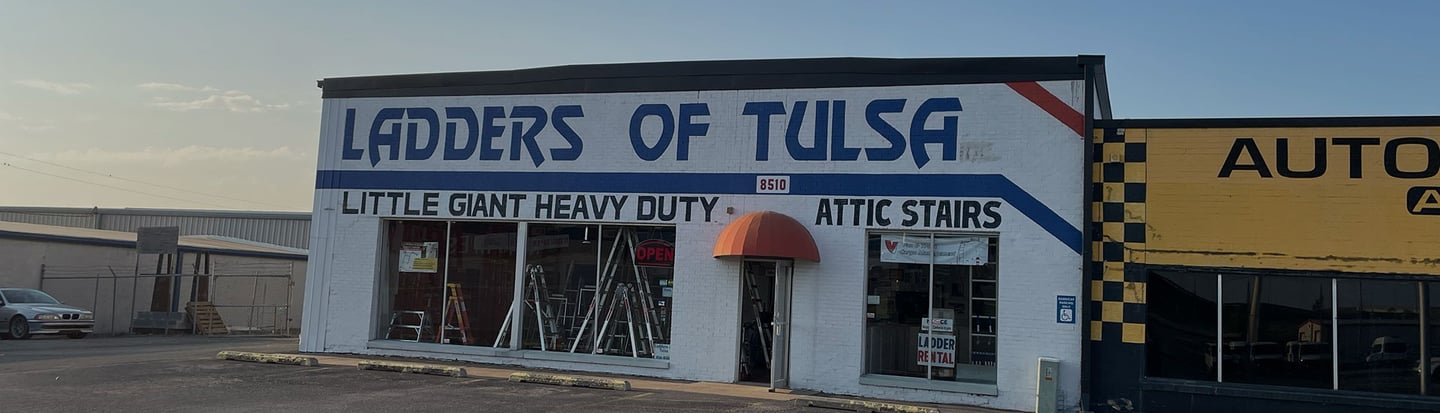 LADDERS OF TULSA
8510
LITTLE GIANT HEAVY DUTY
ATTIC STAIRS
OPEN
LADDER
RENTAL
AUTO